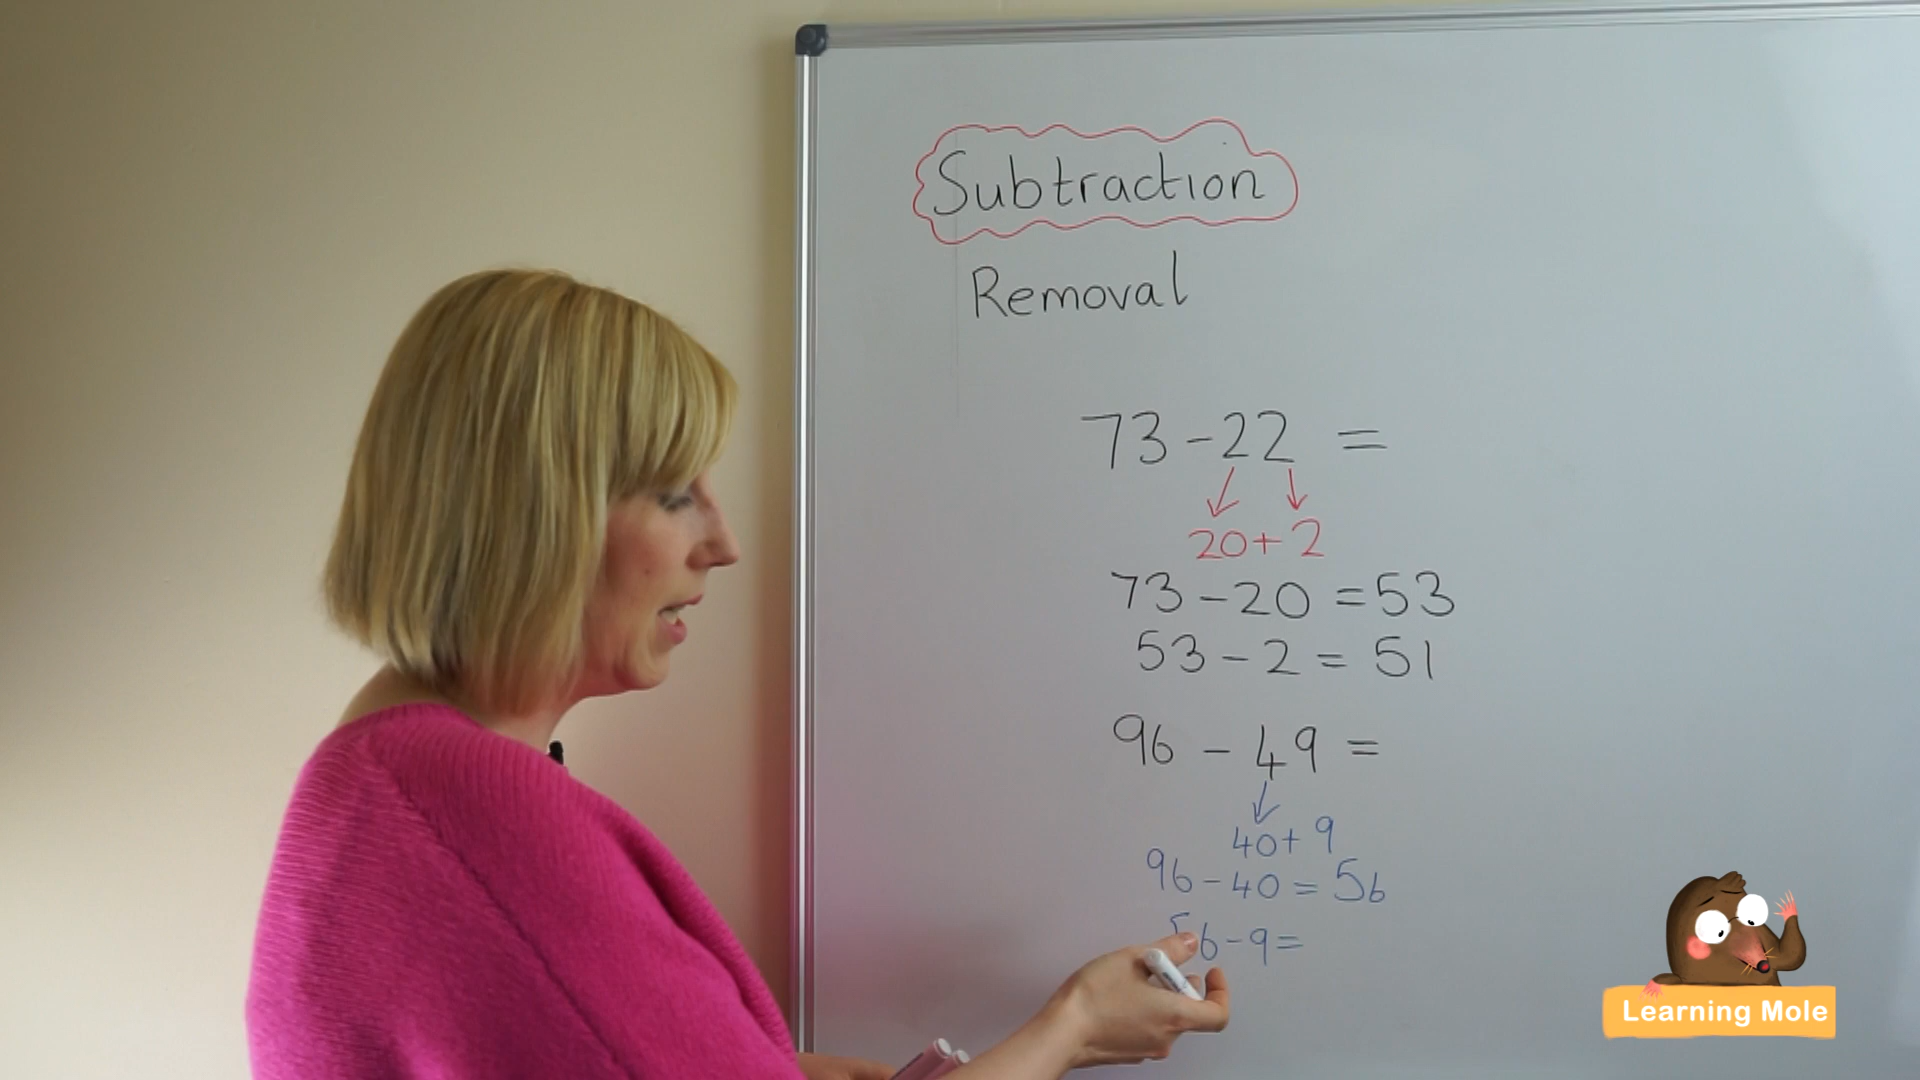 Subtraction
Removal
73 - 22 =
20 + 2
73 - 20 = 53
53 - 2 = 51
96 - 49 =
40 + 9
96 - 40 = 56
56 - 9 =
Learning Mole